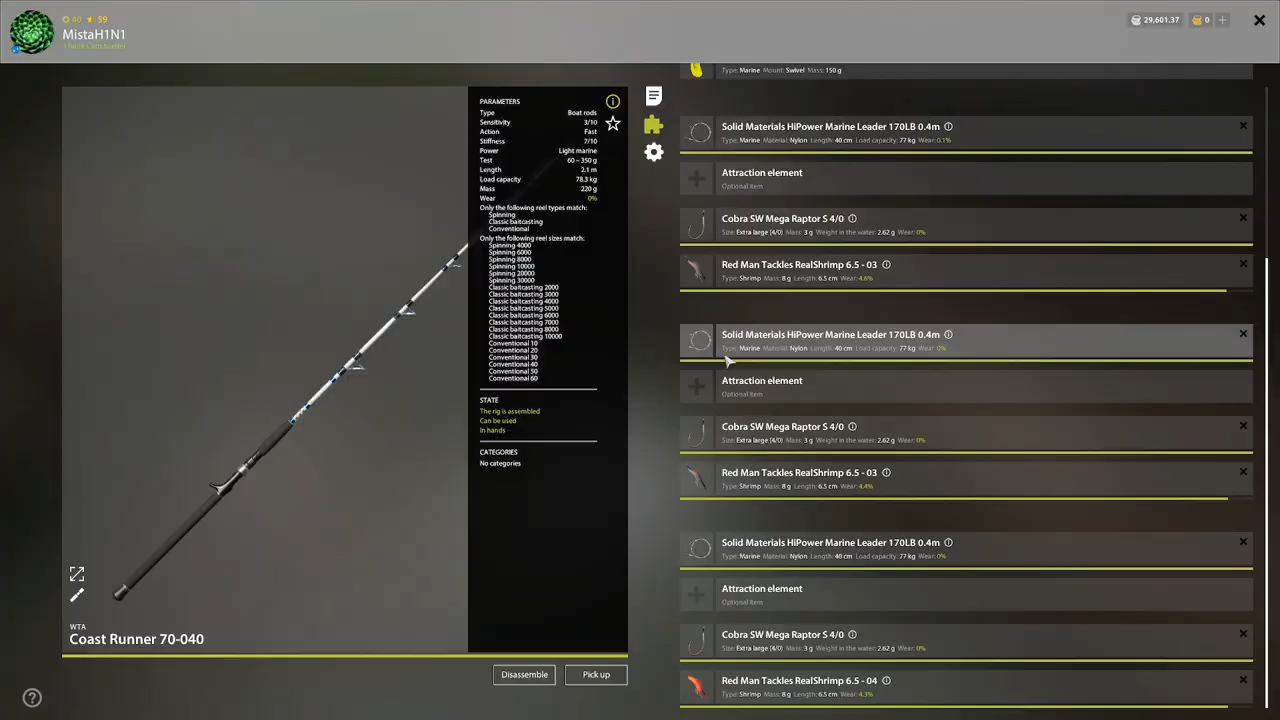 40 59
MistaH1N1
29,601.37
0
Type: Marine Mount: Swivel Mass: 150 g
PARAMETERS
Type Boat rods
Sensitivity 3/10
Action Fast
Stiffness 7/10
Power Light marine
Test 60 – 350 g
Length 2.1 m
Load capacity 78.3 kg
Mass 220 g
Wear 0%
Only the following reel types match:
Spinning
Classic baitcasting
Conventional
Only the following reel sizes match:
Spinning 4000
Spinning 6000
Spinning 8000
Spinning 10000
Spinning 20000
Spinning 30000
Classic baitcasting 2000
Classic baitcasting 3000
Classic baitcasting 4000
Classic baitcasting 5000
Classic baitcasting 6000
Classic baitcasting 7000
Classic baitcasting 8000
Classic baitcasting 10000
Conventional 10
Conventional 20
Conventional 30
Conventional 40
Conventional 50
Conventional 60
STATE
The rig is assembled
Can be used
In hands
CATEGORIES
No categories
WTA
Coast Runner 70-040
Disassemble
Pick up
Solid Materials HiPower Marine Leader 170LB 0.4m
Type: Marine Material: Nylon Length: 40 cm Load capacity: 77 kg Wear: 0.1%
Attraction element
Optional item
Cobra SW Mega Raptor S 4/0
Size: Extra large (4/0) Mass: 3 g Weight in the water: 2.62 g Wear: 0%
Red Man Tackles RealShrimp 6.5 - 03
Type: Shrimp Mass: 8 g Length: 6.5 cm Wear: 4.6%
Solid Materials HiPower Marine Leader 170LB 0.4m
Type: Marine Material: Nylon Length: 40 cm Load capacity: 77 kg Wear: 0%
Attraction element
Optional item
Cobra SW Mega Raptor S 4/0
Size: Extra large (4/0) Mass: 3 g Weight in the water: 2.62 g Wear: 0%
Red Man Tackles RealShrimp 6.5 - 03
Type: Shrimp Mass: 8 g Length: 6.5 cm Wear: 4.4%
Solid Materials HiPower Marine Leader 170LB 0.4m
Type: Marine Material: Nylon Length: 40 cm Load capacity: 77 kg Wear: 0%
Attraction element
Optional item
Cobra SW Mega Raptor S 4/0
Size: Extra large (4/0) Mass: 3 g Weight in the water: 2.62 g Wear: 0%
Red Man Tackles RealShrimp 6.5 - 04
Type: Shrimp Mass: 8 g Length: 6.5 cm Wear: 4.3%